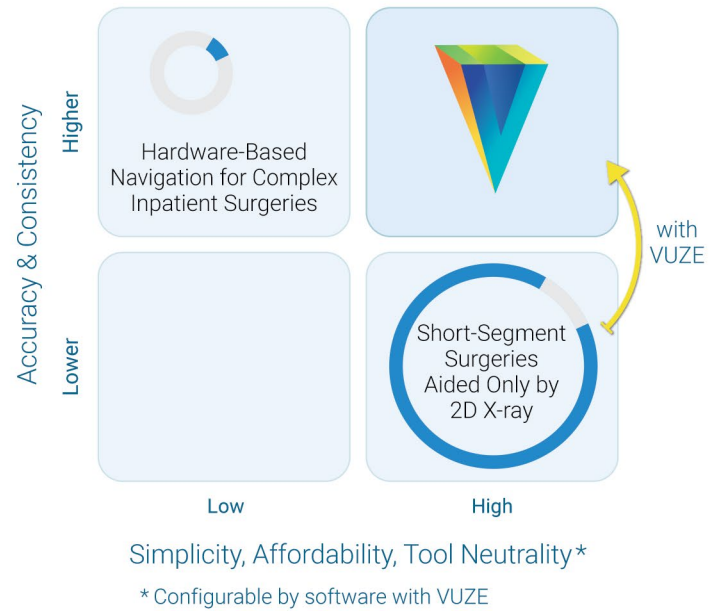 Accuracy & Consistency
Higher
Hardware-Based
Navigation for Complex
Inpatient Surgeries
with
VUZE
Lower
Short-Segment
Surgeries
Aided Only by
2D X-ray
Low
High
Simplicity, Affordability, Tool Neutrality*
* Configurable by software with VUZE